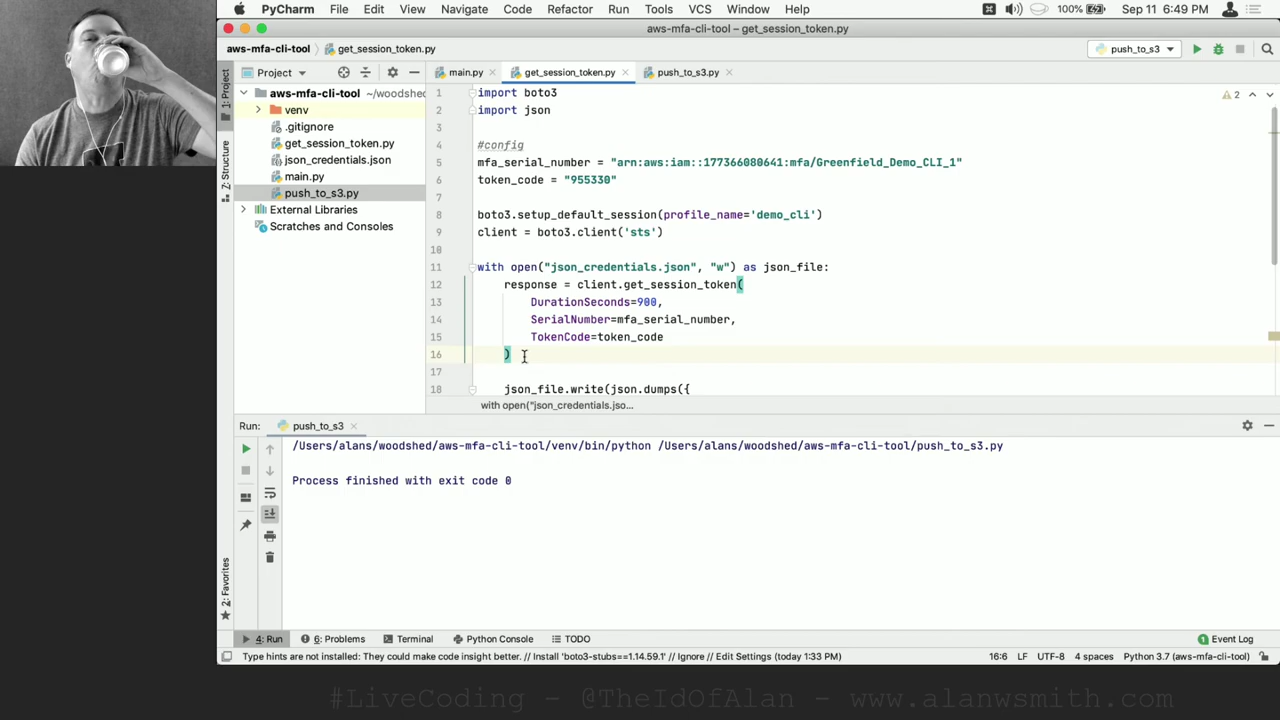 PyCharm File Edit View Navigate Code Refactor Run Tools VCS Window Help 100% Sep 11 6:49 PM
aws-mfa-cli-tool – get_session_token.py
aws-mfa-cli-tool get_session_token.py push_to_s3
Project main.py get_session_token.py push_to_s3.py
1: Project
Z: Structure
2: Favorites
aws-mfa-cli-tool ~/woodshed
venv
.gitignore
get_session_token.py
json_credentials.json
main.py
push_to_s3.py
External Libraries
Scratches and Consoles
2
1 import boto3
2 import json
3
4 #config
5 mfa_serial_number = "arn:aws:iam::177366080641:mfa/Greenfield_Demo_CLI_1"
6 token_code = "955330"
7
8 boto3.setup_default_session(profile_name='demo_cli')
9 client = boto3.client('sts')
10
11 with open("json_credentials.json", "w") as json_file:
12 response = client.get_session_token(
13 DurationSeconds=900,
14 SerialNumber=mfa_serial_number,
15 TokenCode=token_code
16 )
17
18 json_file.write(json.dumps({
with open("json_credentials.jso...
Run: push_to_s3
/Users/alans/woodshed/aws-mfa-cli-tool/venv/bin/python /Users/alans/woodshed/aws-mfa-cli-tool/push_to_s3.py
Process finished with exit code 0
4: Run 6: Problems Terminal Python Console TODO 1 Event Log
Type hints are not installed: They could make code insight better. // Install 'boto3-stubs==1.14.59.1' // Ignore // Edit Settings (today 1:33 PM) 16:6 LF UTF-8 4 spaces Python 3.7 (aws-mfa-cli-tool)
#LiveCoding - @TheIdOfAlan - www.alanwsmith.com